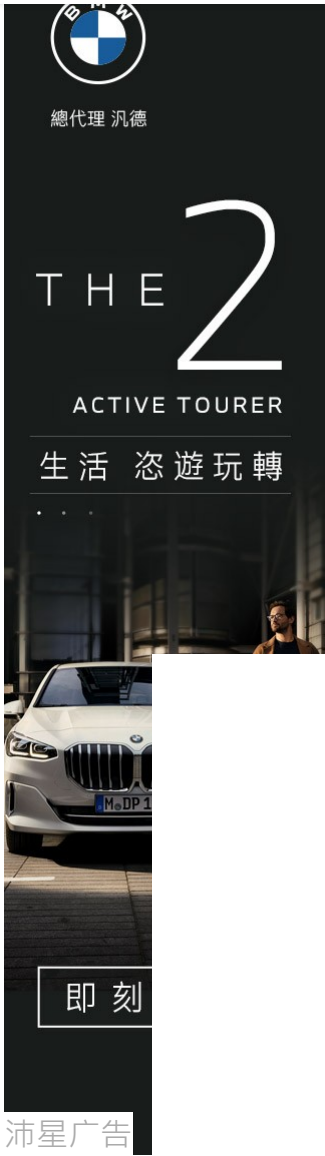 BMW
總代理 汎德
THE 2
ACTIVE TOURER
生活 恣遊玩轉
M DP 1
即刻
沛星广告